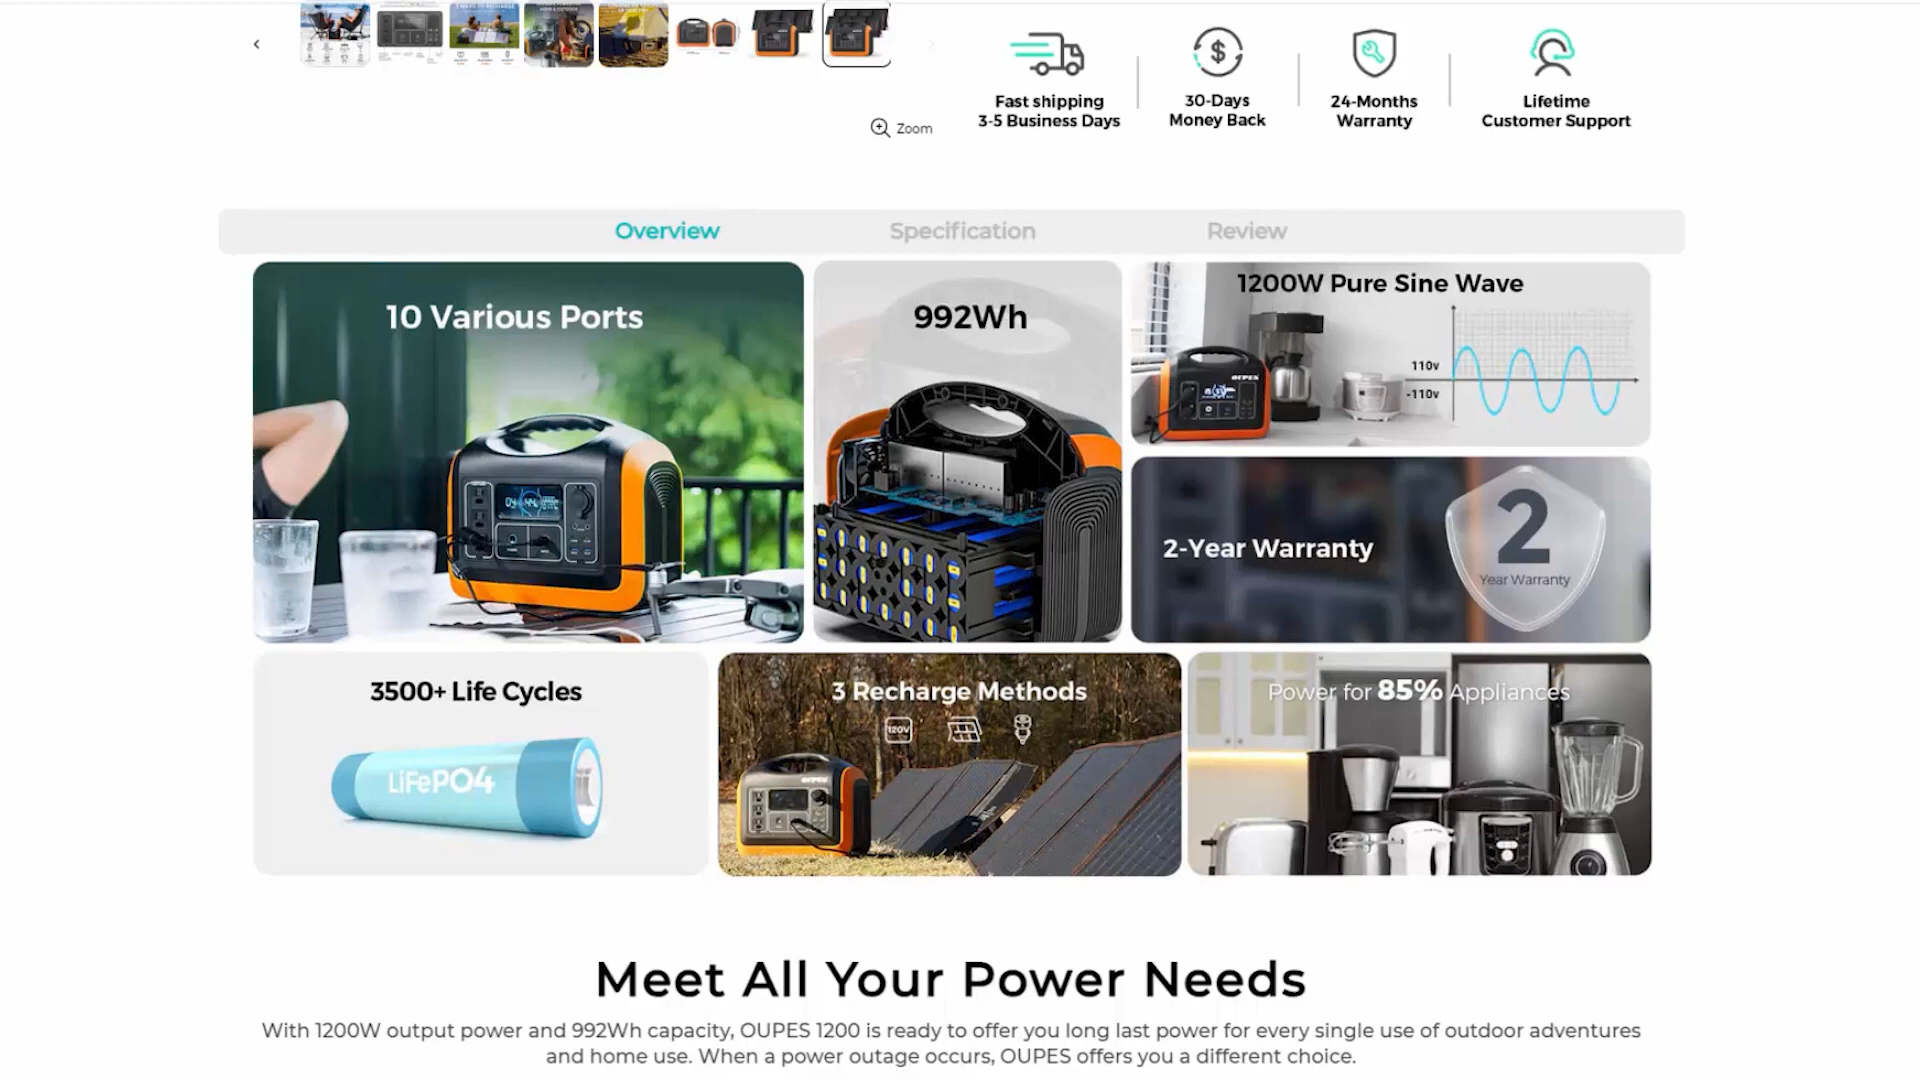 Zoom
Fast shipping
3-5 Business Days
30-Days
Money Back
24-Months
Warranty
Lifetime
Customer Support
Overview
Specification
Review
10 Various Ports
992Wh
1200W Pure Sine Wave
110v
-110v
OUPES
2-Year Warranty
2
Year Warranty
3500+ Life Cycles
LiFePO4
3 Recharge Methods
120V
OUPES
Power for 85% Appliances
Meet All Your Power Needs
With 1200W output power and 992Wh capacity, OUPES 1200 is ready to offer you long last power for every single use of outdoor adventures
and home use. When a power outage occurs, OUPES offers you a different choice.